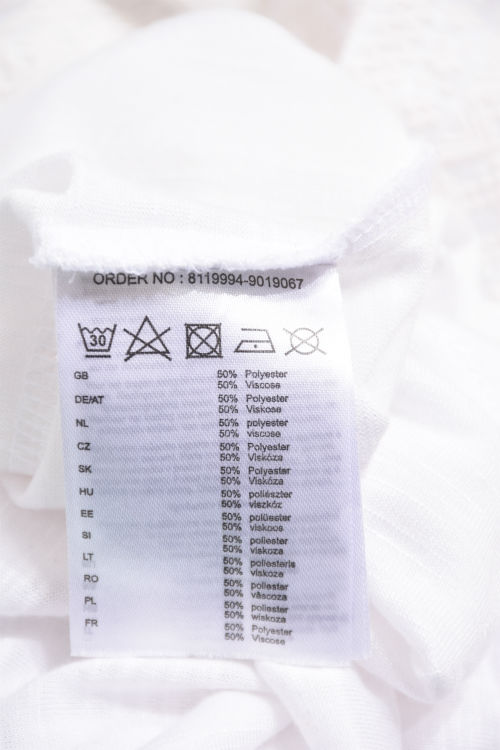 ORDER NO : 8119994-9019067
30
GB 50% Polyester
50% Viscose
DE/AT 50% Polyester
50% Viskose
NL 50% polyester
50% viscose
CZ 50% Polyester
50% Viskóza
SK 50% Polyester
50% Viskóza
HU 50% poliészter
50% viszkóz
EE 50% polüester
50% viskoos
SI 50% poliester
50% viskoza
LT 50% poliesteris
50% viskoza
RO 50% poliester
50% vâscoza
PL 50% poliester
50% wiskoza
FR 50% Polyester
50% Viscose